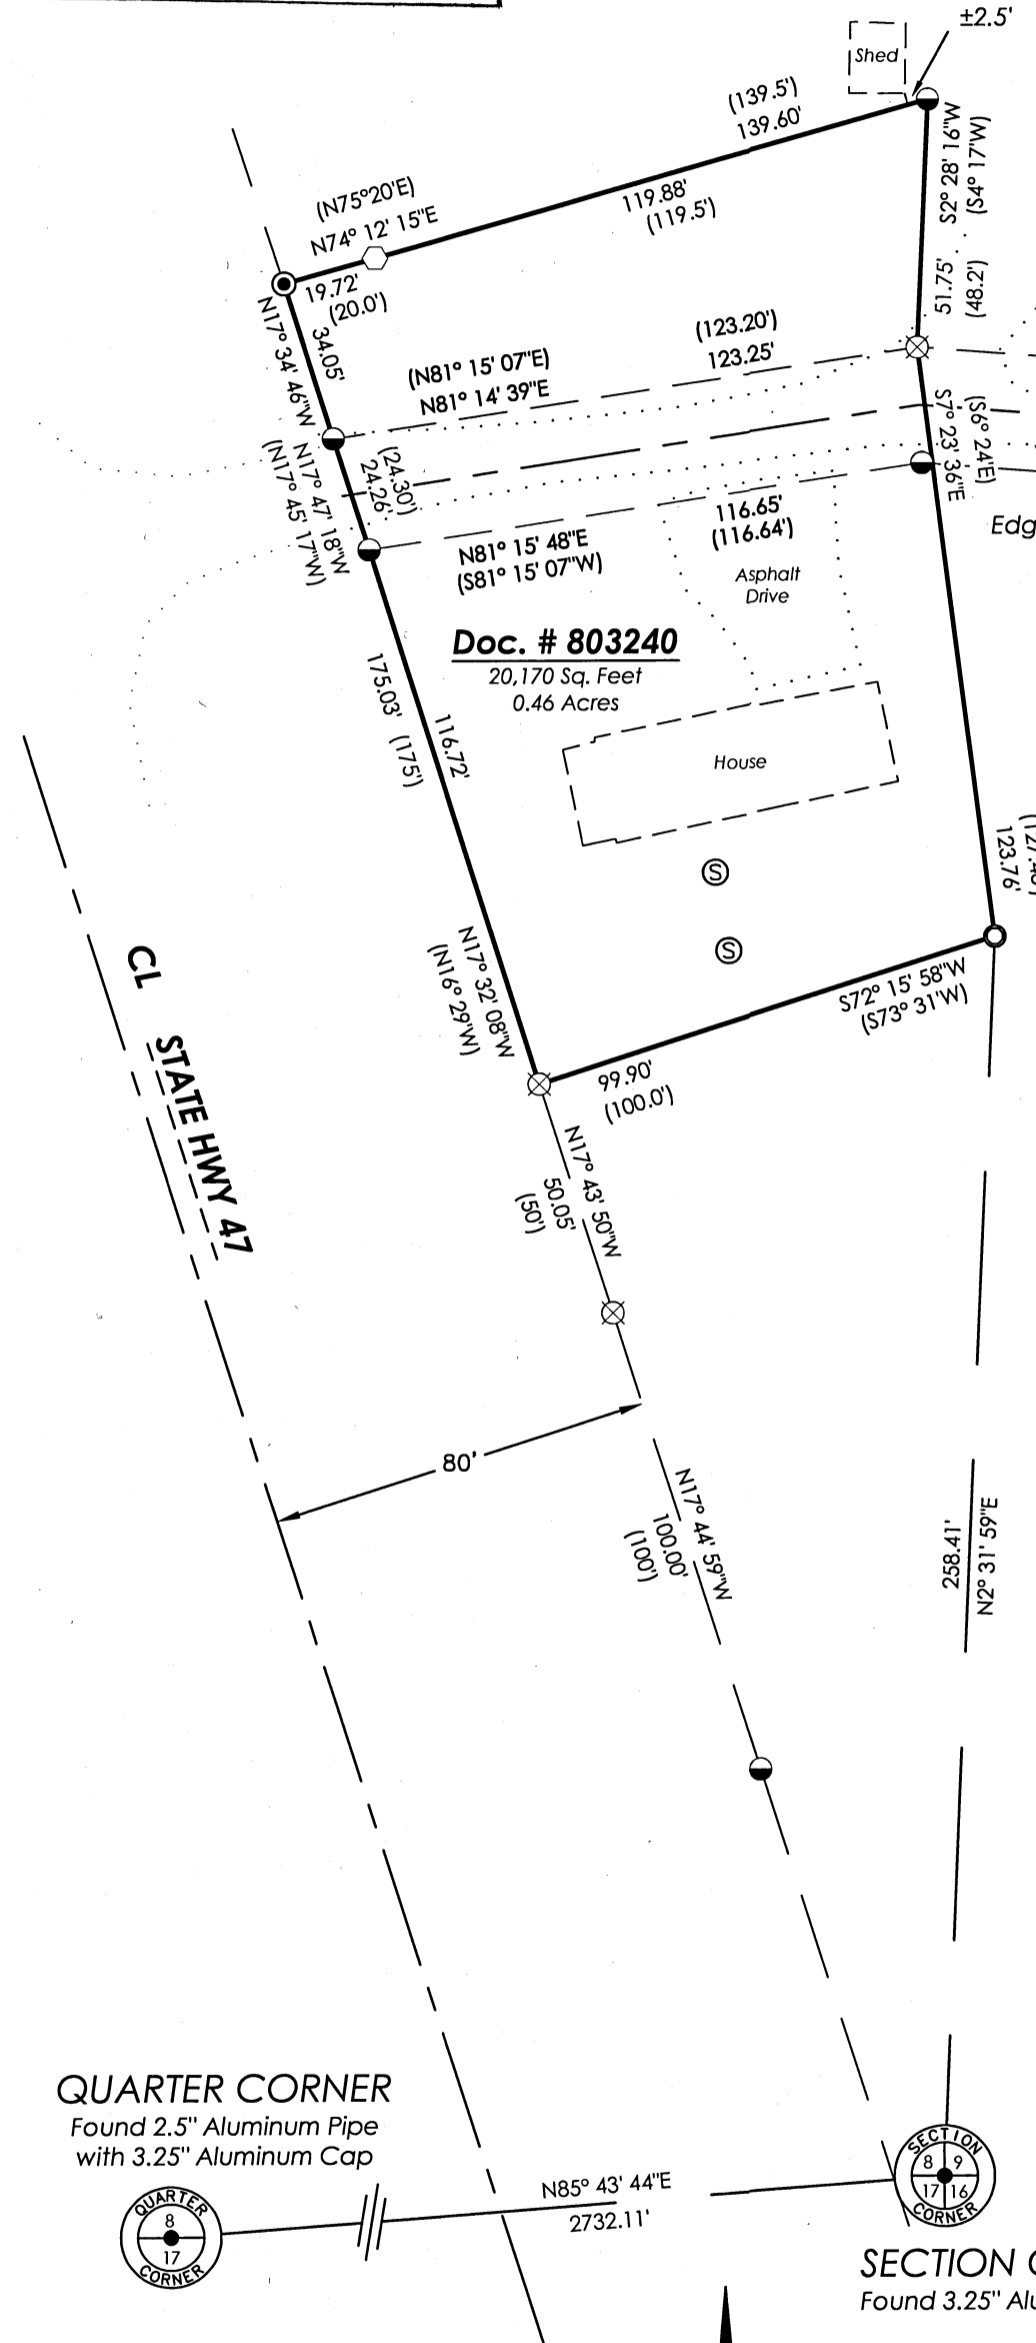 ±2.5'
Shed
(139.5')
139.60'
S2° 28' 16"W
(S4° 17'W)
(N75°20'E)
N74° 12' 15"E
119.88'
(119.5')
19.72'
(20.0')
51.75'
(48.2')
N17° 34' 46"W
34.05'
(123.20')
123.25'
(N81° 15' 07"E)
N81° 14' 39"E
S7° 23' 36"E
(S6° 24'E)
N17° 47' 18"W
(N17° 45' 17"W)
(24.30')
24.26'
116.65'
(116.64')
Edg
N81° 15' 48"E
(S81° 15' 07"W)
Asphalt
Drive
Doc. # 803240
20,170 Sq. Feet
0.46 Acres
175.03' (175')
116.72'
House
123.76'
S
S
N17° 32' 08"W
(N16° 29'W)
S72° 15' 58"W
(S73° 31'W)
CL STATE HWY 47
99.90'
(100.0')
N17° 43' 50"W
50.05'
(50')
80'
N17° 44' 59"W
100.00'
(100')
258.41'
N2° 31' 59"E
QUARTER CORNER
Found 2.5" Aluminum Pipe
with 3.25" Aluminum Cap
QUARTER
8
17
CORNER
N85° 43' 44"E
2732.11'
SECTION
8 9
17 16
CORNER
SECTION
Found 3.25"